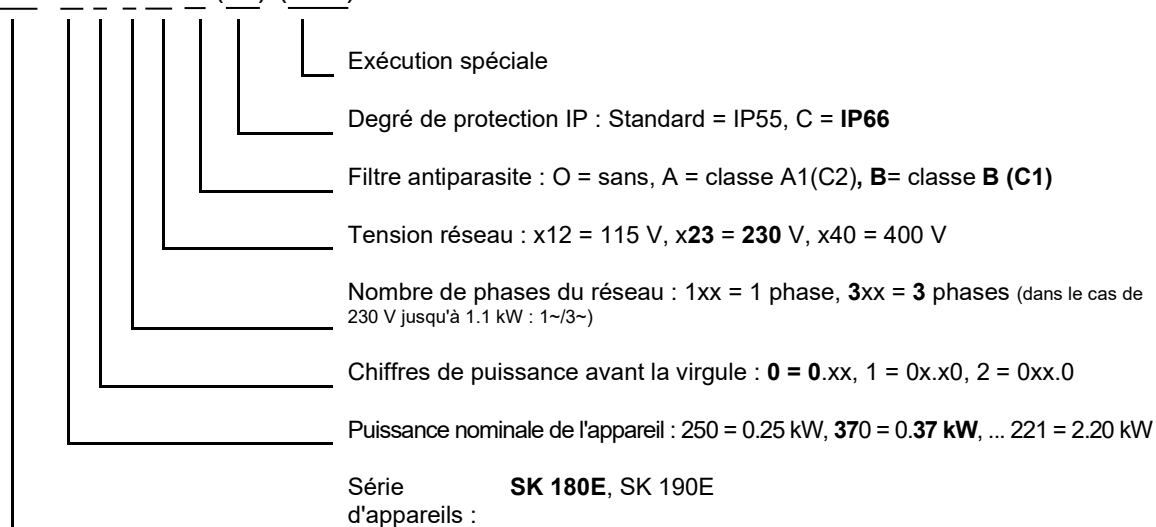 Exécution spéciale
Degré de protection IP : Standard = IP55, C = IP66
Filtre antiparasite : O = sans, A = classe A1(C2), B= classe B (C1)
Tension réseau : x12 = 115 V, x23 = 230 V, x40 = 400 V
Nombre de phases du réseau : 1xx = 1 phase, 3xx = 3 phases (dans le cas de
230 V jusqu'à 1.1 kW : 1~/3~)
Chiffres de puissance avant la virgule : 0 = 0.xx, 1 = 0x.x0, 2 = 0xx.0
Puissance nominale de l'appareil : 250 = 0.25 kW, 370 = 0.37 kW, ... 221 = 2.20 kW
Série SK 180E, SK 190E
d'appareils :